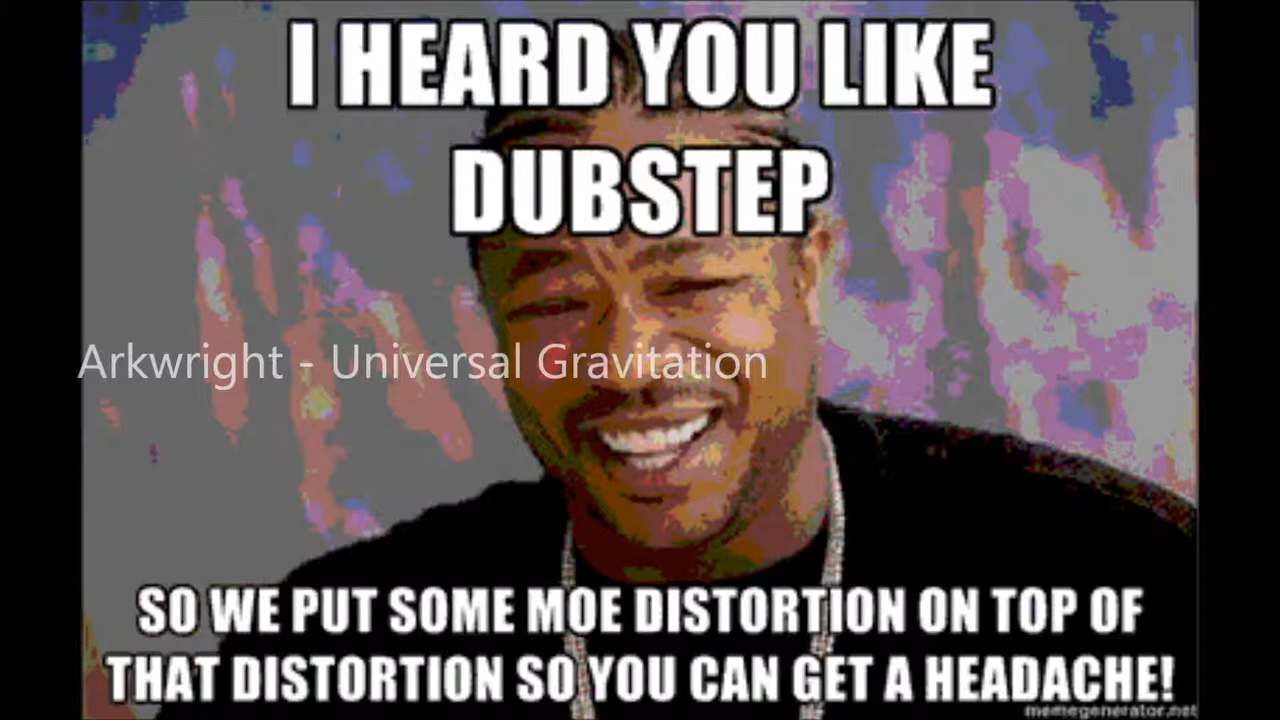 I HEARD YOU LIKE
DUBSTEP
Arkwright - Universal Gravitation
SO WE PUT SOME MOE DISTORTION ON TOP OF
THAT DISTORTION SO YOU CAN GET A HEADACHE!
memegenerator.net